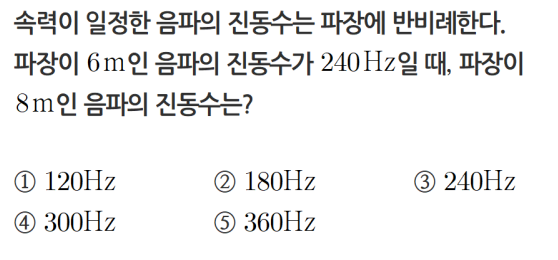 속력이 일정한 음파의 진동수는 파장에 반비례한다.
파장이 6m인 음파의 진동수가 240Hz일 때, 파장이
8m인 음파의 진동수는?
① 120Hz ② 180Hz ③ 240Hz
④ 300Hz ⑤ 360Hz